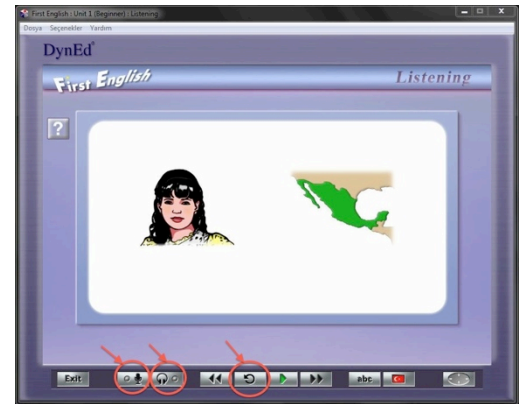 First English : Unit 1 (Beginner) : Listening
Dosya Seçenekler Yardım
DynEd®
First English
Listening
?
Exit
abc